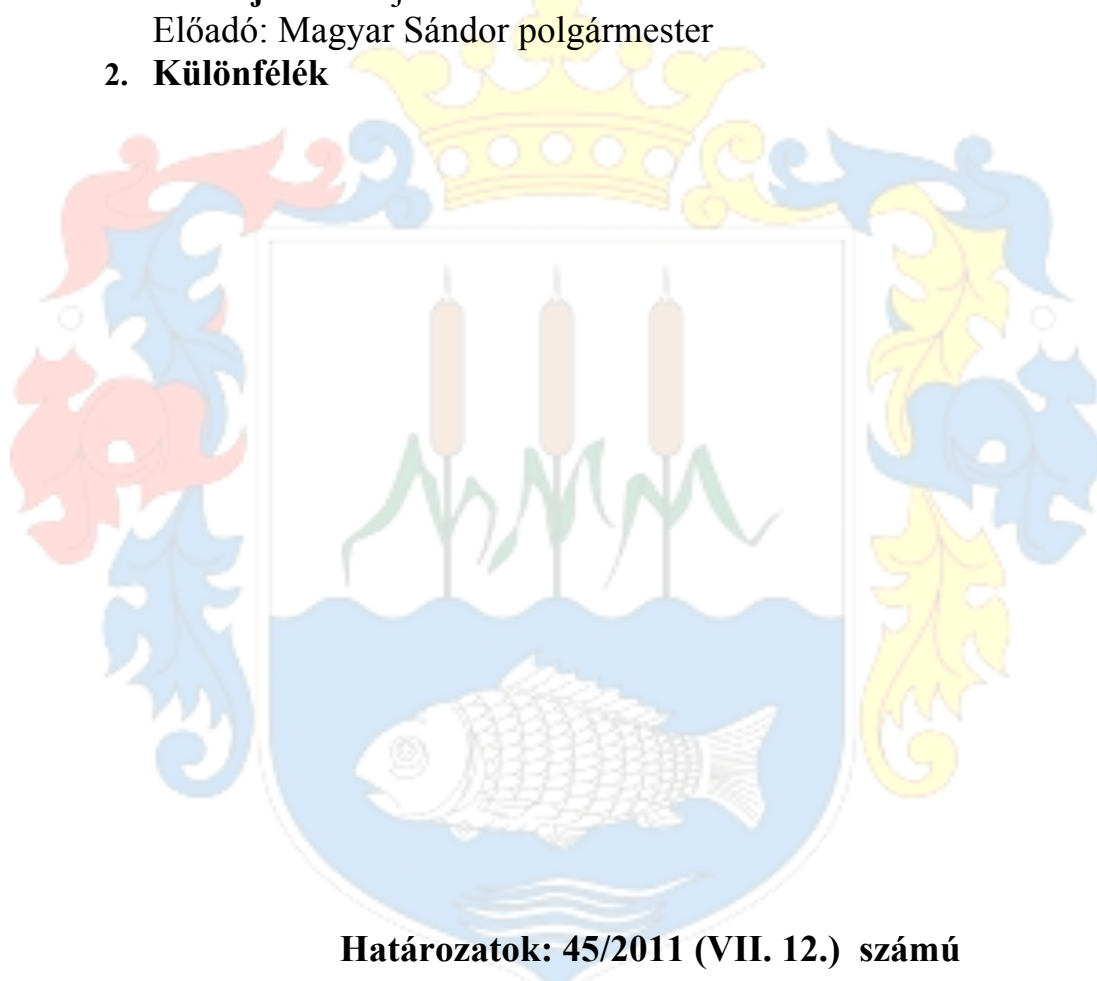 Előadó: Magyar Sándor polgármester
2. Különfélék
Határozatok: 45/2011 (VII. 12.) számú